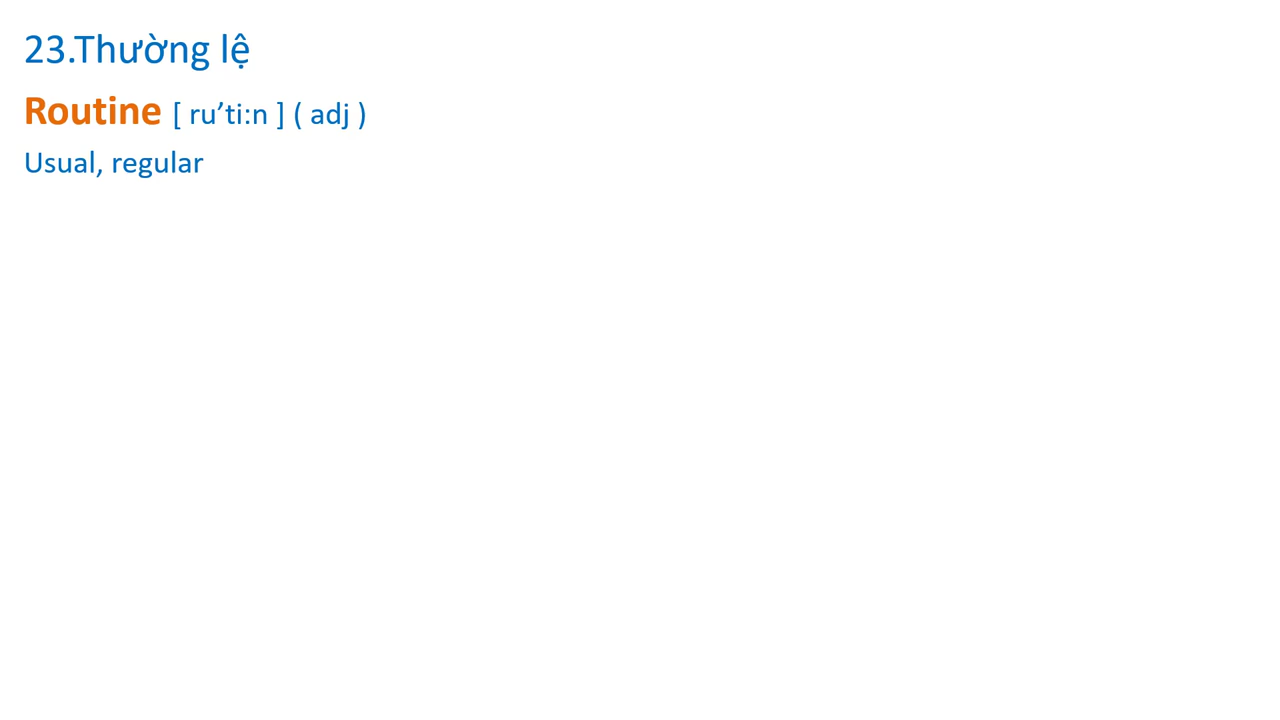 23.Thường lệ
Routine [ ru’ti:n ] ( adj )
Usual, regular